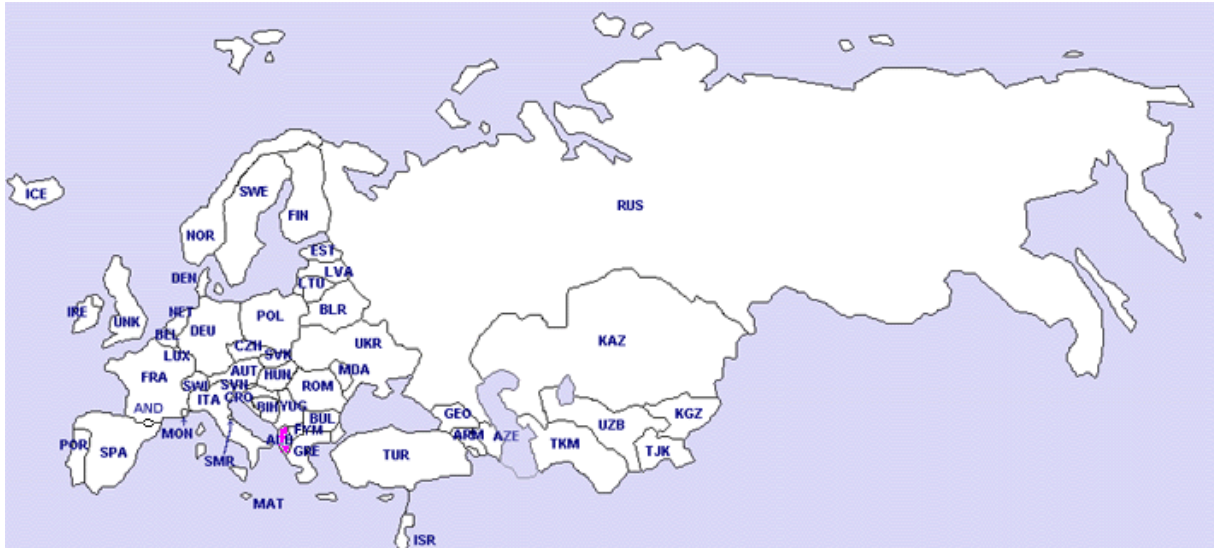 ICE
SWE
RUS
FIN
NOR
EST
LVA
DEN
LTU
IRE
UNK
NET
BLR
POL
BEL
DEU
UKR
KAZ
CZH
SVK
LUX
AUT
HUN
MDA
FRA
SWI
SVN
ROM
ITA
CRO
BIH
YUG
AND
GEO
KGZ
BUL
UZB
FYM
MON
ARM
AZE
POR
SPA
GRE
TKM
TJK
TUR
SMR
MAT
ISR